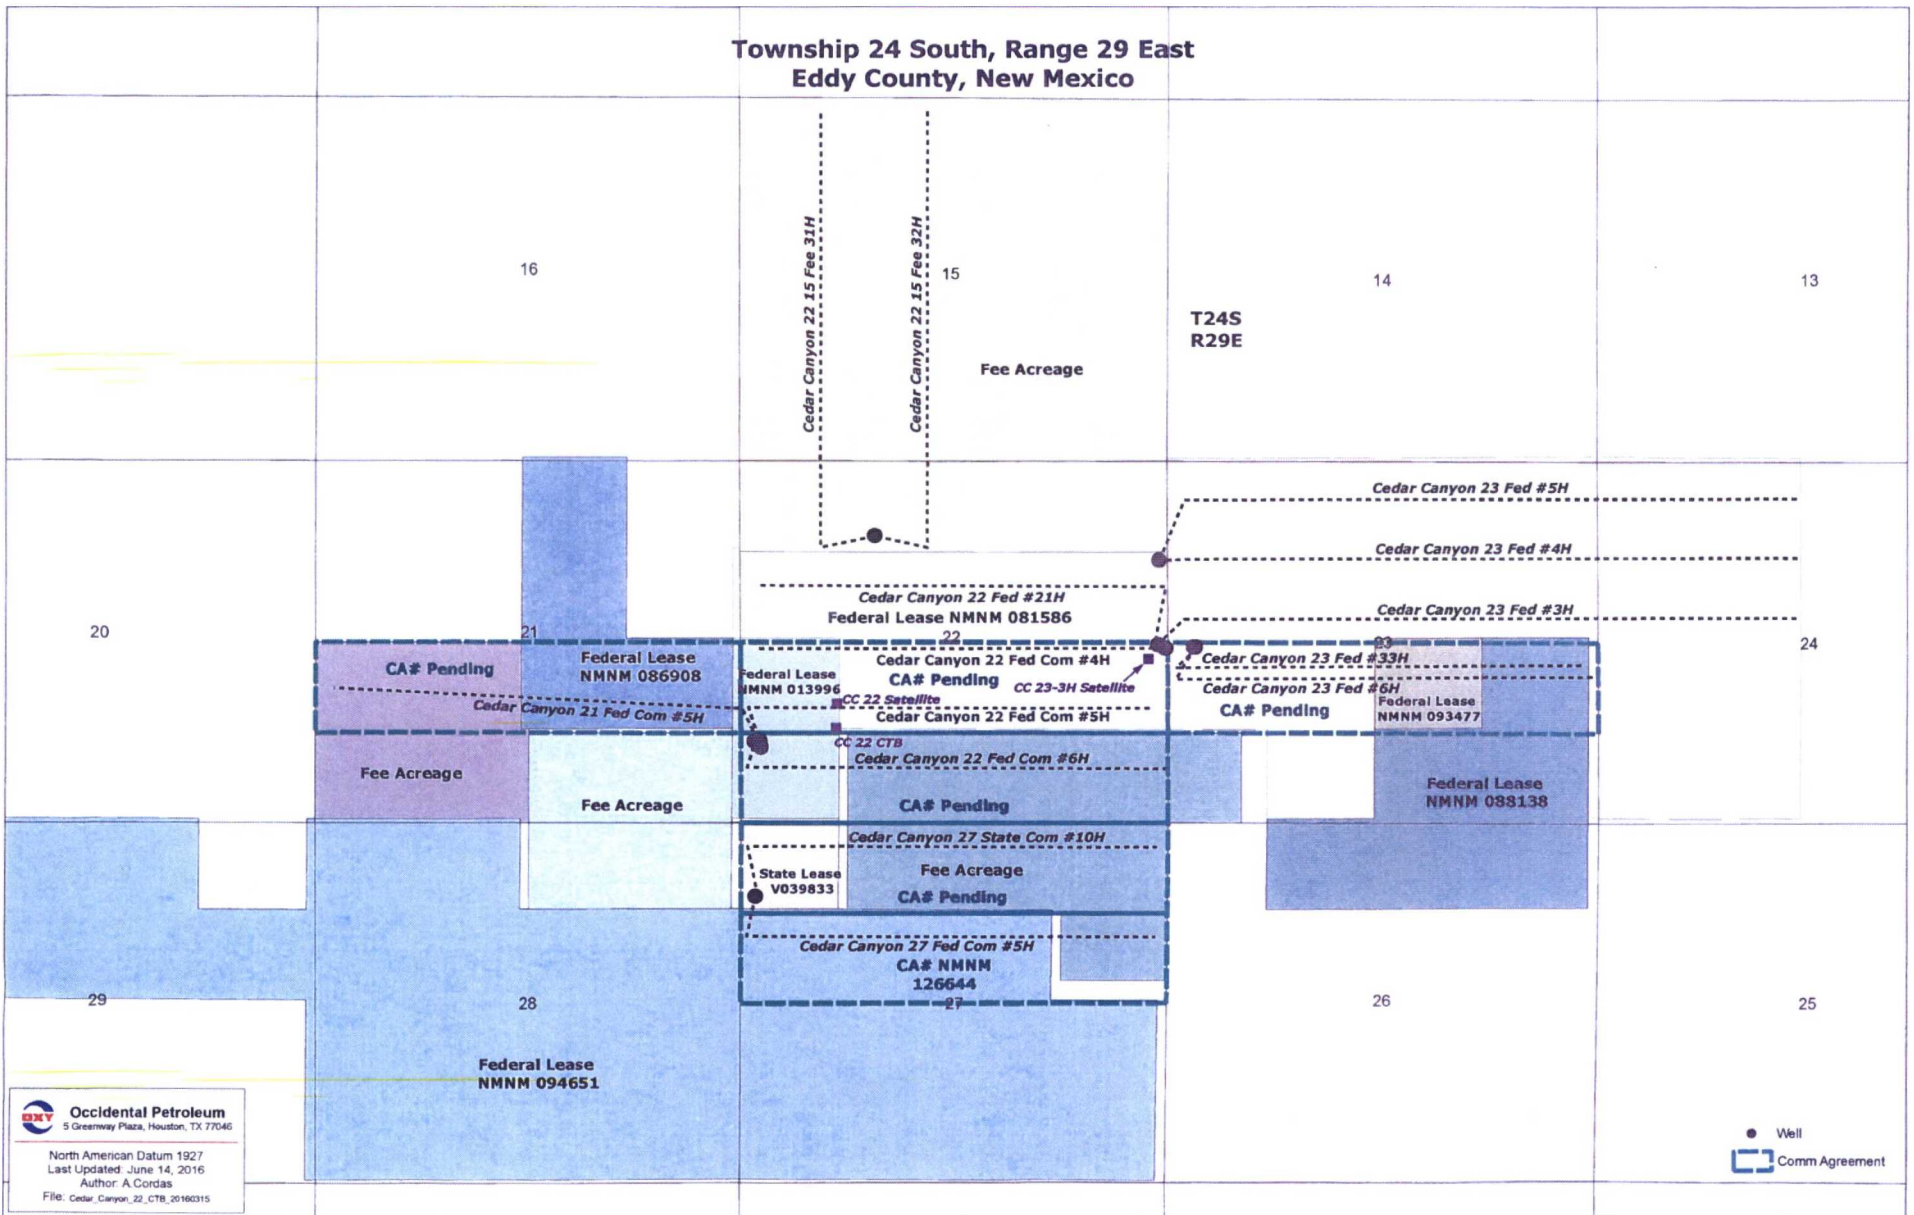 Township 24 South, Range 29 East
Eddy County, New Mexico
16
15
14
13
Cedar Canyon 22 15 Fee 31H
Cedar Canyon 22 15 Fee 32H
T24S
R29E
Fee Acreage
Cedar Canyon 23 Fed #5H
Cedar Canyon 23 Fed #4H
Cedar Canyon 22 Fed #21H
Federal Lease NMNM 081586
Cedar Canyon 23 Fed #3H
20
21
22
23
24
CA# Pending
Federal Lease
NMNM 086908
Federal Lease
NMNM 013996
Cedar Canyon 22 Fed Com #4H
CA# Pending
CC 23-3H Satellite
Cedar Canyon 23 Fed #33H
Cedar Canyon 23 Fed #6H
CA# Pending
Federal Lease
NMNM 093477
Cedar Canyon 21 Fed Com #5H
CC 22 Satellite
Cedar Canyon 22 Fed Com #5H
CC 22 CTB
Cedar Canyon 22 Fed Com #6H
Fee Acreage
Fee Acreage
CA# Pending
Federal Lease
NMNM 088138
Cedar Canyon 27 State Com #10H
State Lease
V039833
Fee Acreage
CA# Pending
Cedar Canyon 27 Fed Com #5H
CA# NMNM
126644
29
28
27
26
25
Federal Lease
NMNM 094651
OXY
Occidental Petroleum
5 Greenway Plaza, Houston, TX 77046
North American Datum 1927
Last Updated: June 14, 2016
Author: A.Cordas
File: Cedar_Canyon_22_CTB_20160315
Well
Comm Agreement